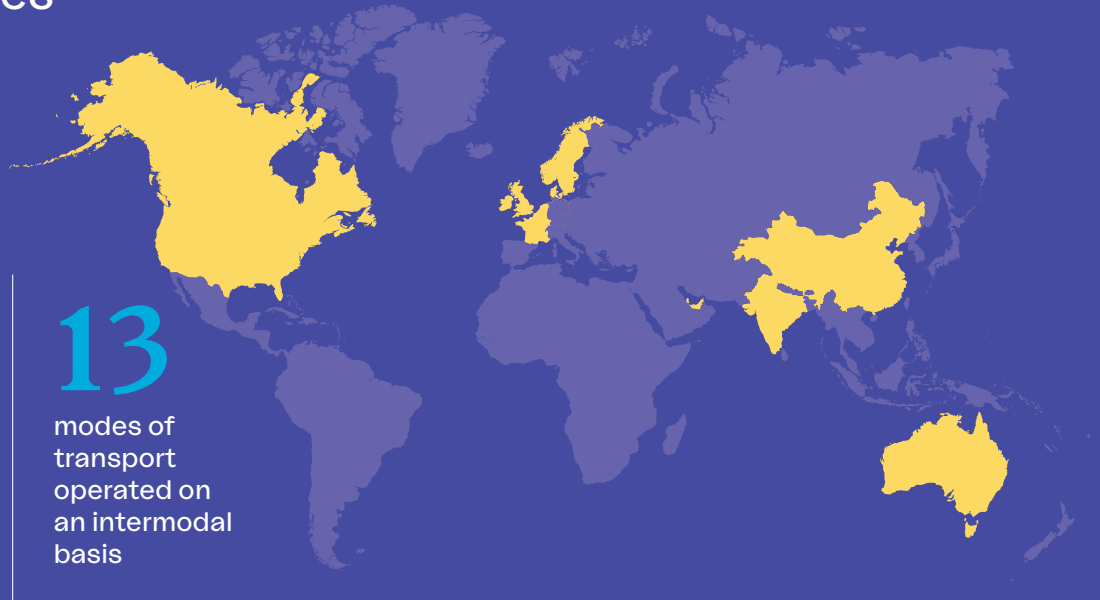 13
modes of
transport
operated on
an intermodal
basis